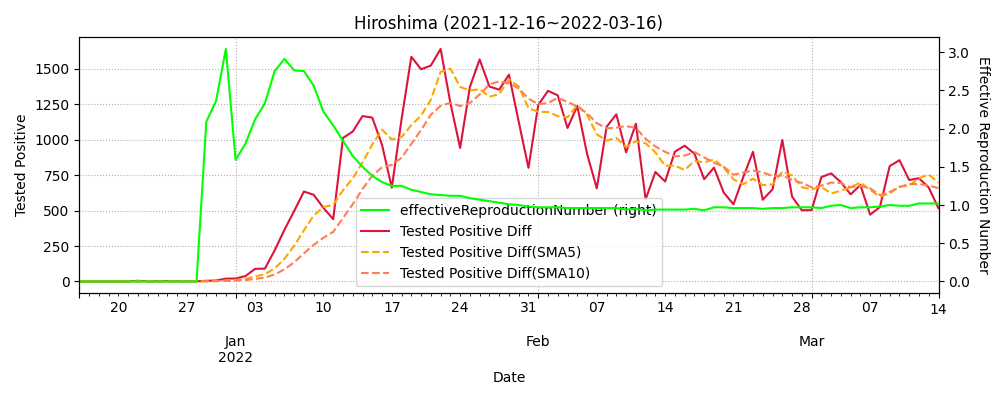 Hiroshima (2021-12-16~2022-03-16)
Tested Positive
1500
1250
1000
750
500
250
0
3.0
2.5
2.0
1.5
1.0
0.5
0.0
Effective Reproduction Number
effectiveReproductionNumber (right)
Tested Positive Diff
Tested Positive Diff(SMA5)
Tested Positive Diff(SMA10)
20 27 03 10 17 24 31 07 14 21 28 07 14
Jan Feb Mar
2022
Date